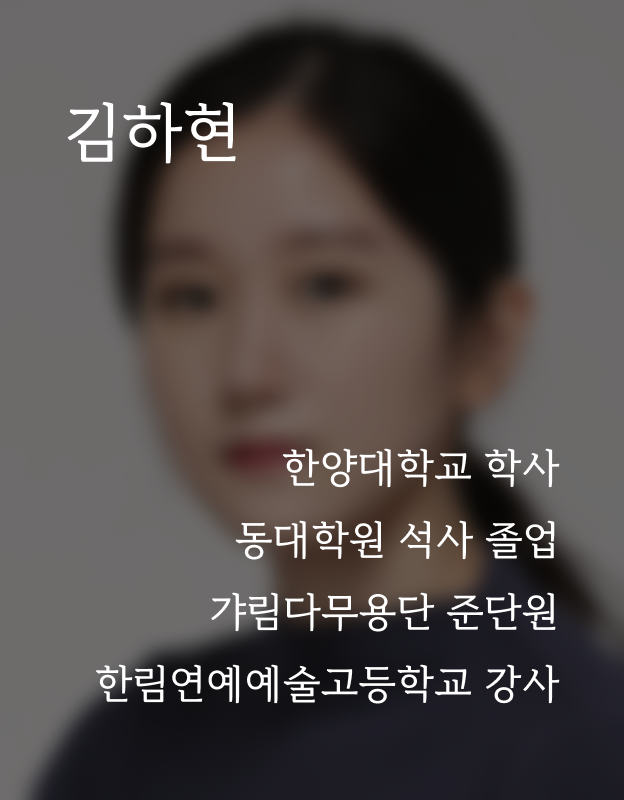 김하현
한양대학교 학사
동대학원 석사 졸업
갸림다무용단 준단원
한림연예예술고등학교 강사